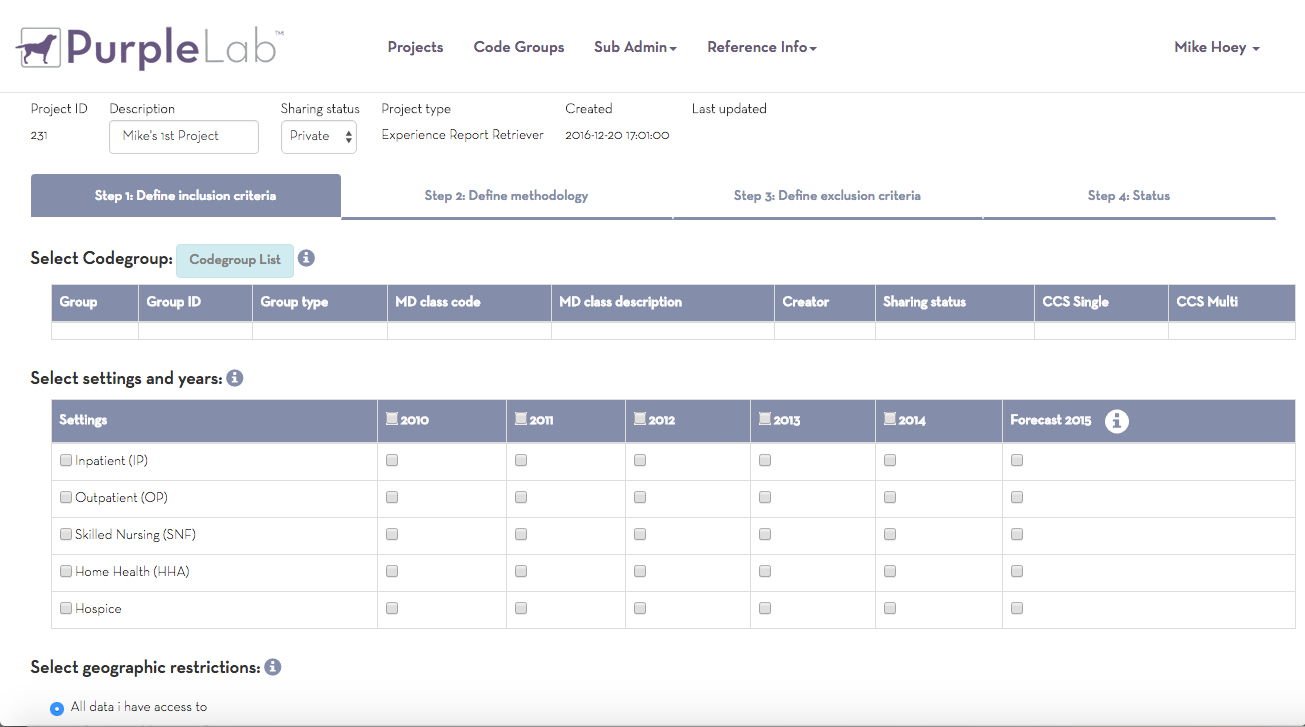 PurpleLab™ Projects Code Groups Sub Admin Reference Info Mike Hoey
Project ID Description Sharing status Project type Created Last updated
231 Mike's 1st Project Private Experience Report Retriever 2016-12-20 17:01:00
Step 1: Define inclusion criteria Step 2: Define methodology Step 3: Define exclusion criteria Step 4: Status
Select Codegroup: Codegroup List i
Group Group ID Group type MD class code MD class description Creator Sharing status CCS Single CCS Multi
Select settings and years: i
Settings 2010 2011 2012 2013 2014 Forecast 2015 i
Inpatient (IP)
Outpatient (OP)
Skilled Nursing (SNF)
Home Health (HHA)
Hospice
Select geographic restrictions: i
All data i have access to